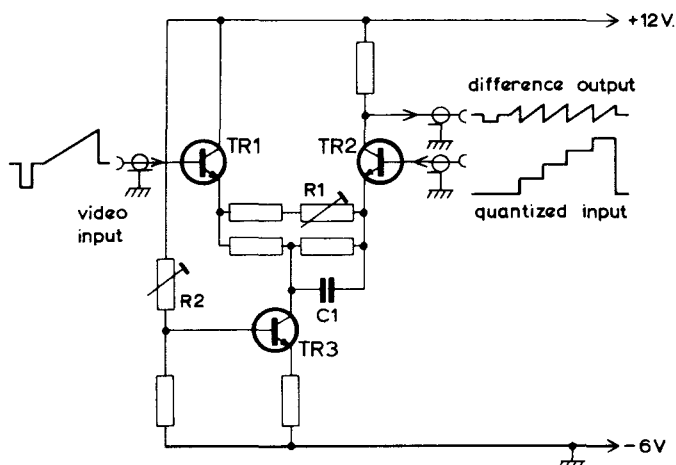 +12V.
difference output
TR1
TR2
R1
video
input
quantized input
R2
C1
TR3
-6V